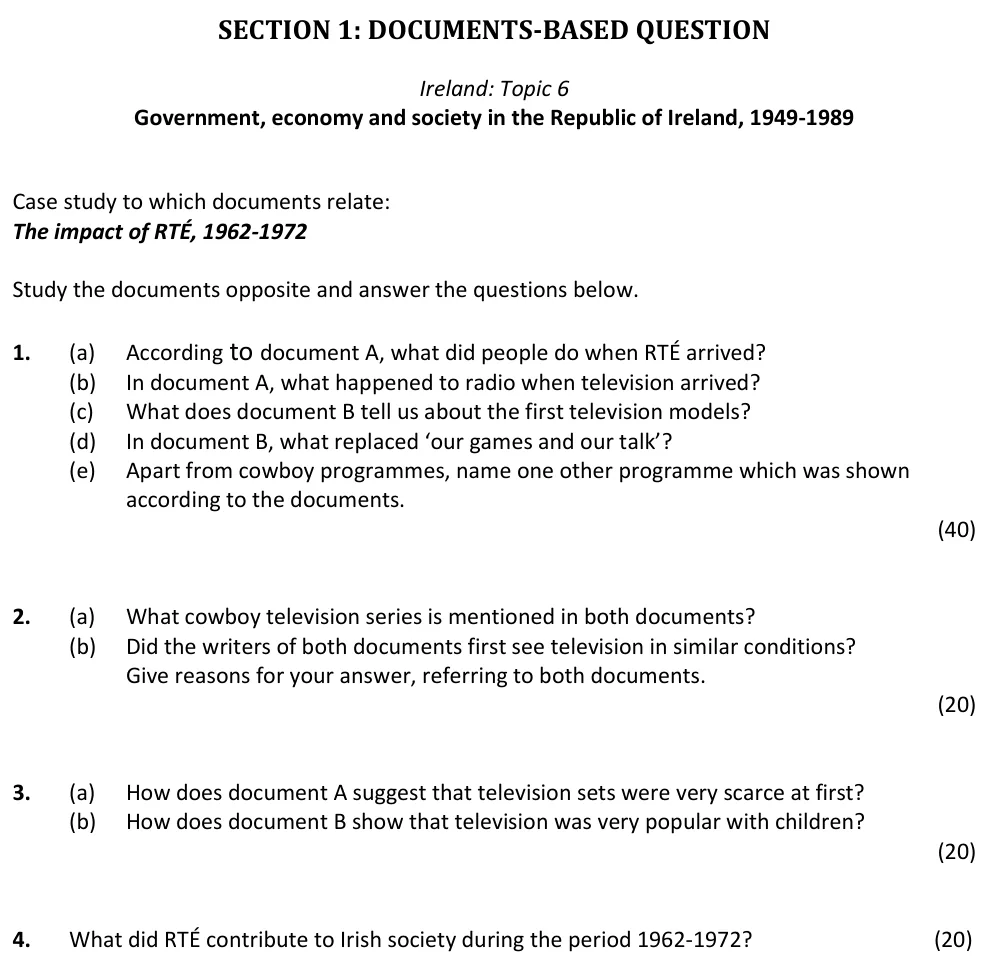 SECTION 1: DOCUMENTS-BASED QUESTION
Ireland: Topic 6
Government, economy and society in the Republic of Ireland, 1949-1989
Case study to which documents relate:
The impact of RTÉ, 1962-1972
Study the documents opposite and answer the questions below.
1. (a) According to document A, what did people do when RTÉ arrived?
(b) In document A, what happened to radio when television arrived?
(c) What does document B tell us about the first television models?
(d) In document B, what replaced ‘our games and our talk’?
(e) Apart from cowboy programmes, name one other programme which was shown
according to the documents.
(40)
2. (a) What cowboy television series is mentioned in both documents?
(b) Did the writers of both documents first see television in similar conditions?
Give reasons for your answer, referring to both documents.
(20)
3. (a) How does document A suggest that television sets were very scarce at first?
(b) How does document B show that television was very popular with children?
(20)
4. What did RTÉ contribute to Irish society during the period 1962-1972? (20)